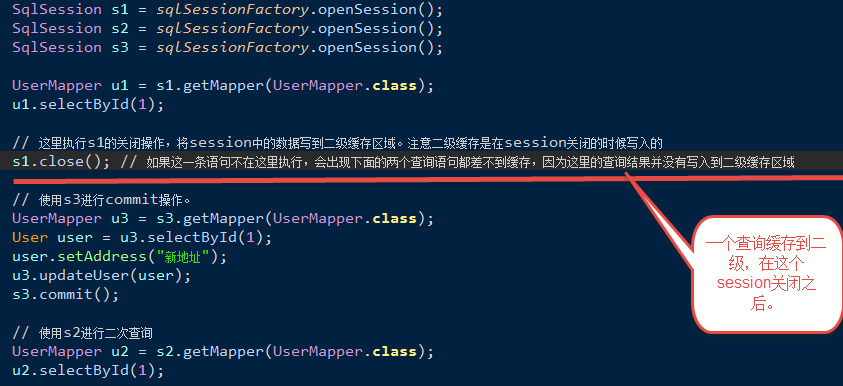 SqlSession s1 = sqlSessionFactory.openSession();
SqlSession s2 = sqlSessionFactory.openSession();
SqlSession s3 = sqlSessionFactory.openSession();
UserMapper u1 = s1.getMapper(UserMapper.class);
u1.selectById(1);
// 这里执行s1的关闭操作，将session中的数据写到二级缓存区域。注意二级缓存是在session关闭的时候写入的
s1.close(); // 如果这一条语句不在这里执行，会出现下面的两个查询语句都差不到缓存，因为这里的查询结果并没有写入到二级缓存区域
// 使用s3进行commit操作。
UserMapper u3 = s3.getMapper(UserMapper.class);
User user = u3.selectById(1);
user.setAddress("新地址");
u3.updateUser(user);
s3.commit();
// 使用s2进行二次查询
UserMapper u2 = s2.getMapper(UserMapper.class);
u2.selectById(1);
一个查询缓存到二
级，在这个
session关闭之
后。